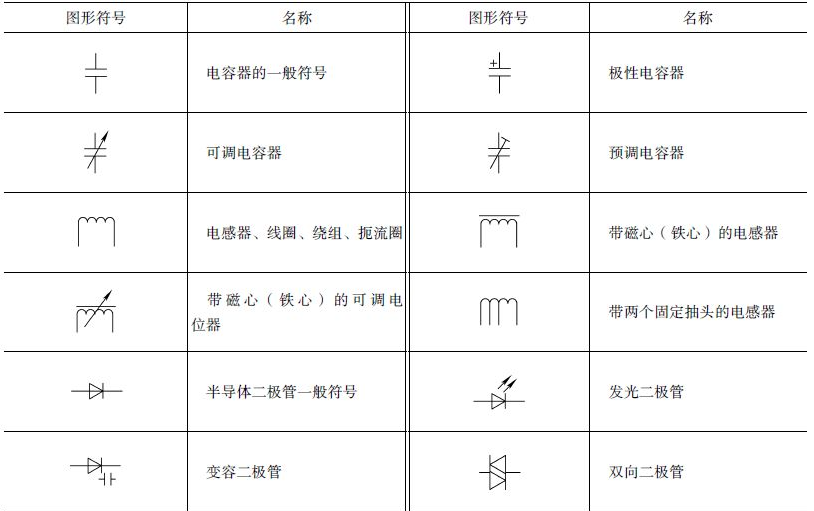 图形符号 名称 图形符号 名称
电容器的一般符号 极性电容器
可调电容器 预调电容器
电感器、线圈、绕组、扼流圈 带磁心(铁心)的电感器
带磁心(铁心)的可调电
位器
带两个固定抽头的电感器
半导体二极管一般符号 发光二极管
变容二极管 双向二极管